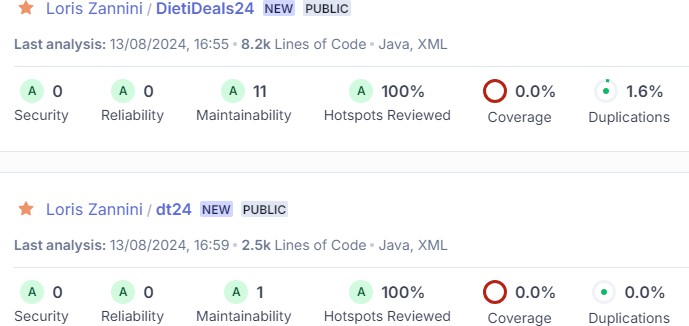 Loris Zannini / DietiDeals24 NEW PUBLIC
Last analysis: 13/08/2024, 16:55 • 8.2k Lines of Code • Java, XML
A 0 A 0 A 11 A 100% 0.0% 1.6%
Security Reliability Maintainability Hotspots Reviewed Coverage Duplications
Loris Zannini / dt24 NEW PUBLIC
Last analysis: 13/08/2024, 16:59 • 2.5k Lines of Code • Java, XML
A 0 A 0 A 1 A 100% 0.0% 0.0%
Security Reliability Maintainability Hotspots Reviewed Coverage Duplications